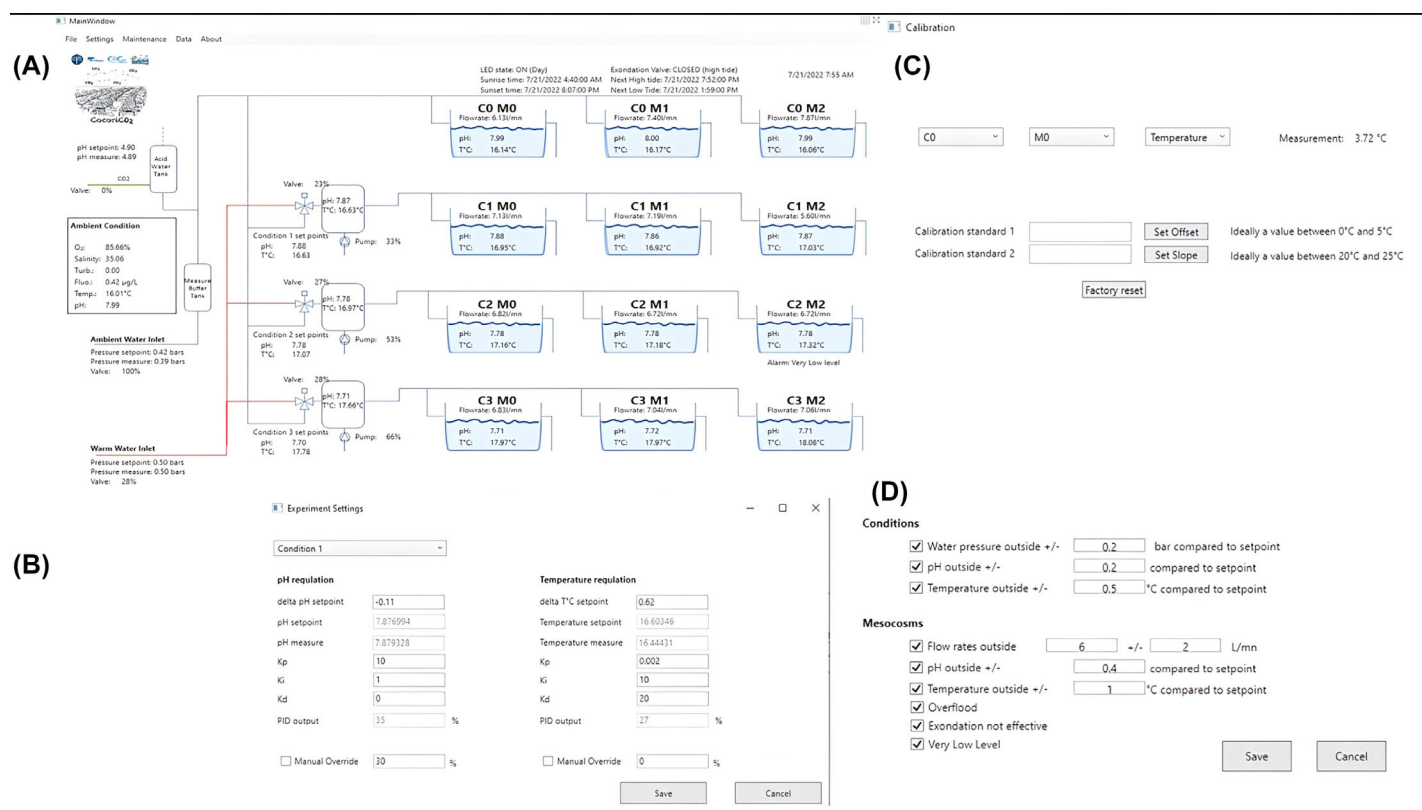 (A)
MainWindow
File Settings Maintenance Data About
CocoriCO₂
LED state: ON (Day)
Sunrise time: 7/21/2022 4:40:00 AM
Sunset time: 7/21/2022 8:07:00 PM
Exondation Valve: CLOSED (high tide)
Next High tide: 7/21/2022 7:52:00 PM
Next Low Tide: 7/21/2022 1:59:00 PM
7/21/2022 7:55 AM
pH setpoint: 4.90
pH measure: 4.89
CO2
Valve: 0%
Acid
Water
Tank
C0 M0
Flowrate: 6.13l/mn
pH: 7.99
T°C: 16.14°C
C0 M1
Flowrate: 7.40l/mn
pH: 8.00
T°C: 16.17°C
C0 M2
Flowrate: 7.87l/mn
pH: 7.99
T°C: 16.06°C
Ambient Condition
O₂: 85.66%
Salinity: 35.06
Turb.: 0.00
Fluo.: 0.42 µg/L
Temp.: 16.01°C
pH: 7.99
Measure
Buffer
Tank
Ambient Water Inlet
Pressure setpoint: 0.42 bars
Pressure measure: 0.39 bars
Valve: 100%
Warm Water Inlet
Pressure setpoint: 0.50 bars
Pressure measure: 0.50 bars
Valve: 28%
Valve: 23%
pH: 7.87
T°C: 16.63°C
Condition 1 set points
pH: 7.88
T°C: 16.63
Pump: 33%
C1 M0
Flowrate: 7.13l/mn
pH: 7.88
T°C: 16.95°C
C1 M1
Flowrate: 7.19l/mn
pH: 7.86
T°C: 16.92°C
C1 M2
Flowrate: 5.60l/mn
pH: 7.87
T°C: 17.03°C
Valve: 27%
pH: 7.78
T°C: 16.97°C
Condition 2 set points
pH: 7.78
T°C: 17.07
Pump: 53%
C2 M0
Flowrate: 6.82l/mn
pH: 7.78
T°C: 17.16°C
C2 M1
Flowrate: 6.72l/mn
pH: 7.78
T°C: 17.18°C
C2 M2
Flowrate: 6.72l/mn
pH: 7.78
T°C: 17.32°C
Alarm: Very Low level
Valve: 28%
pH: 7.71
T°C: 17.66°C
Condition 3 set points
pH: 7.70
T°C: 17.78
Pump: 66%
C3 M0
Flowrate: 6.83l/mn
pH: 7.71
T°C: 17.97°C
C3 M1
Flowrate: 7.04l/mn
pH: 7.72
T°C: 17.97°C
C3 M2
Flowrate: 7.06l/mn
pH: 7.71
T°C: 18.08°C
(B)
Experiment Settings
Condition 1
pH regulation
delta pH setpoint -0.11
pH setpoint 7.876994
pH measure 7.879328
Kp 10
Ki 1
Kd 0
PID output 35 %
Manual Override 30 %
Temperature regulation
delta T°C setpoint 0.62
Temperature setpoint 16.60346
Temperature measure 16.44431
Kp 0.002
Ki 10
Kd 20
PID output 27 %
Manual Override 0 %
Save Cancel
(C)
Calibration
C0 M0 Temperature Measurement: 3.72 °C
Calibration standard 1 Set Offset Ideally a value between 0°C and 5°C
Calibration standard 2 Set Slope Ideally a value between 20°C and 25°C
Factory reset
(D)
Conditions
Water pressure outside +/- 0.2 bar compared to setpoint
pH outside +/- 0.2 compared to setpoint
Temperature outside +/- 0.5 °C compared to setpoint
Mesocosms
Flow rates outside 6 +/- 2 L/mn
pH outside +/- 0.4 compared to setpoint
Temperature outside +/- 1 °C compared to setpoint
Overflood
Exondation not effective
Very Low Level
Save Cancel